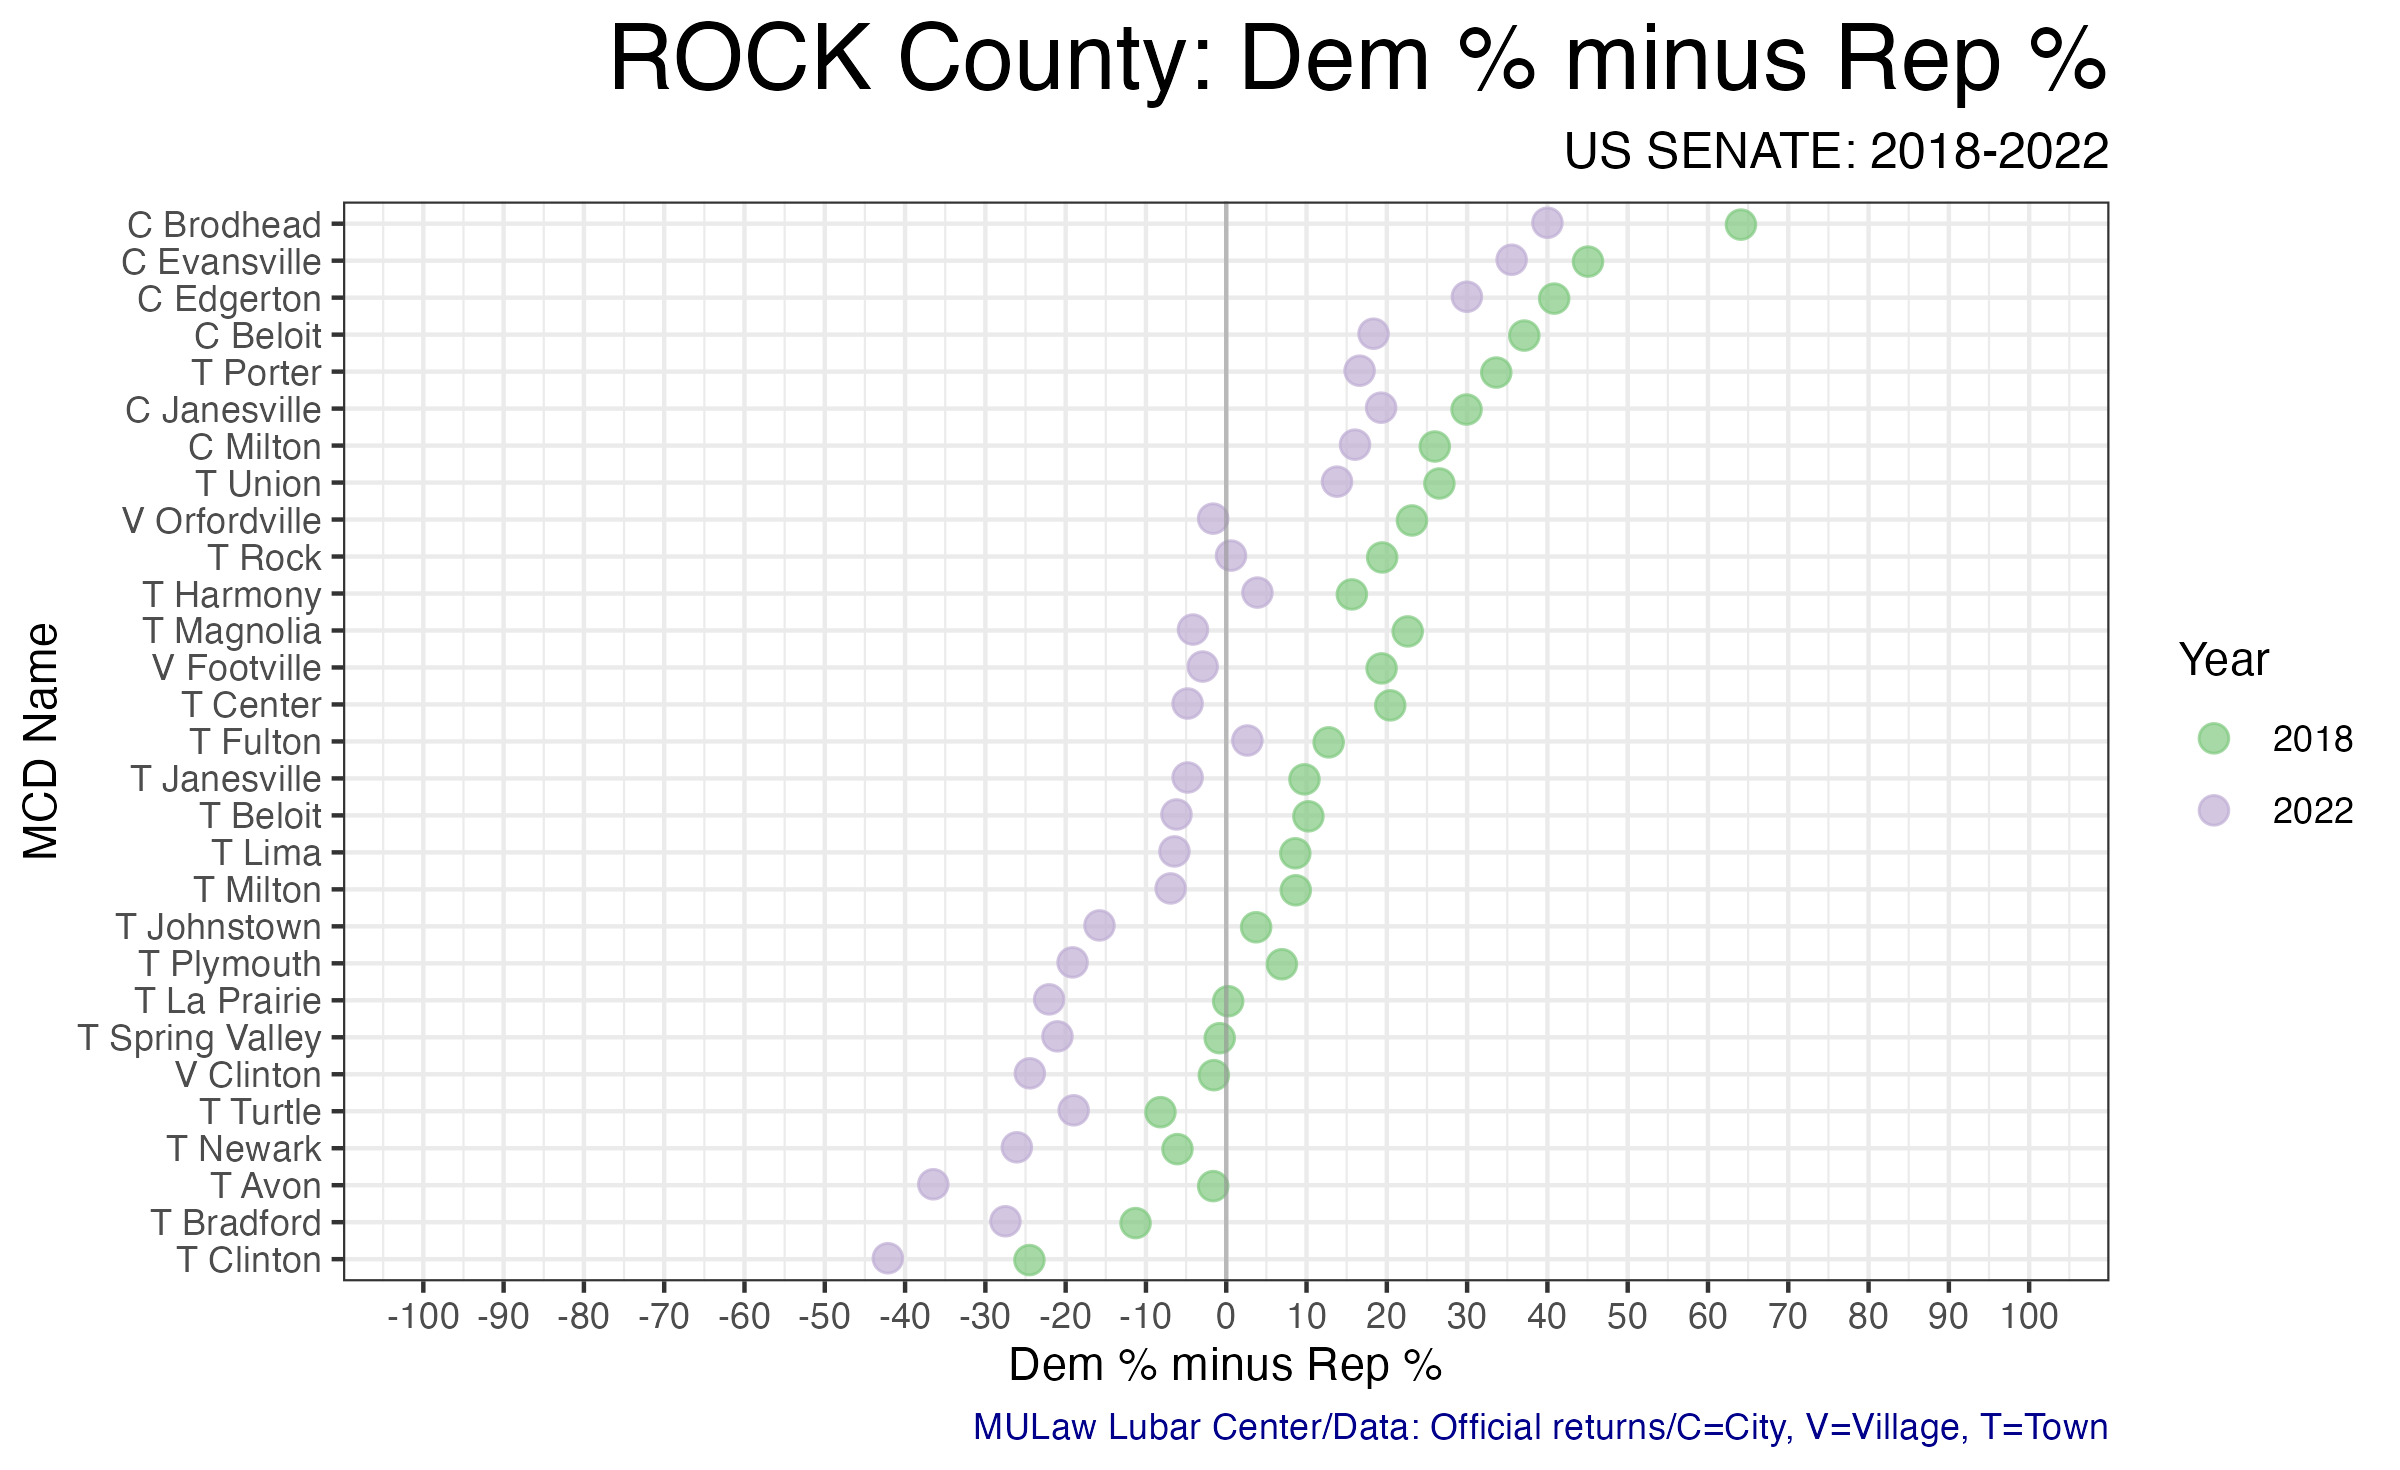 ROCK County: Dem % minus Rep %
US SENATE: 2018-2022
MCD Name
C Brodhead
C Evansville
C Edgerton
C Beloit
T Porter
C Janesville
C Milton
T Union
V Orfordville
T Rock
T Harmony
T Magnolia
V Footville
T Center
T Fulton
T Janesville
T Beloit
T Lima
T Milton
T Johnstown
T Plymouth
T La Prairie
T Spring Valley
V Clinton
T Turtle
T Newark
T Avon
T Bradford
T Clinton
-100 -90 -80 -70 -60 -50 -40 -30 -20 -10 0 10 20 30 40 50 60 70 80 90 100
Dem % minus Rep %
Year
2018
2022
MULaw Lubar Center/Data: Official returns/C=City, V=Village, T=Town